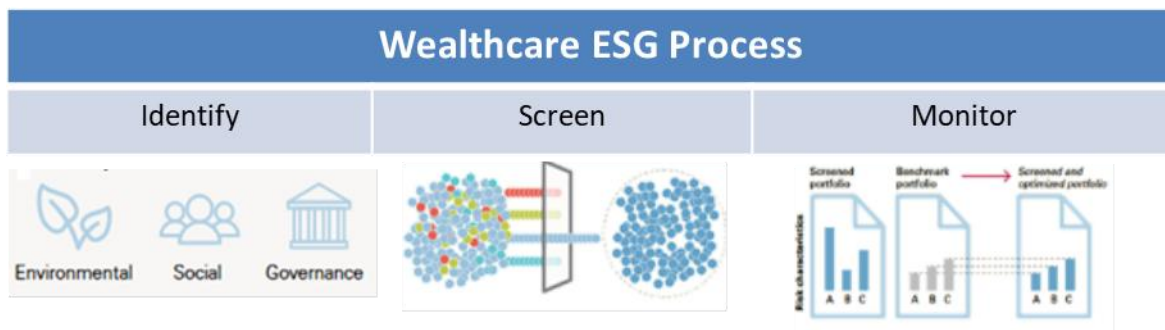 Wealthcare ESG Process
Identify
Screen
Monitor
Environmental
Social
Governance
Screened
portfolio
Benchmark
portfolio
Screened and
optimized portfolio
Risk characteristics
A B C
A B C
A B C